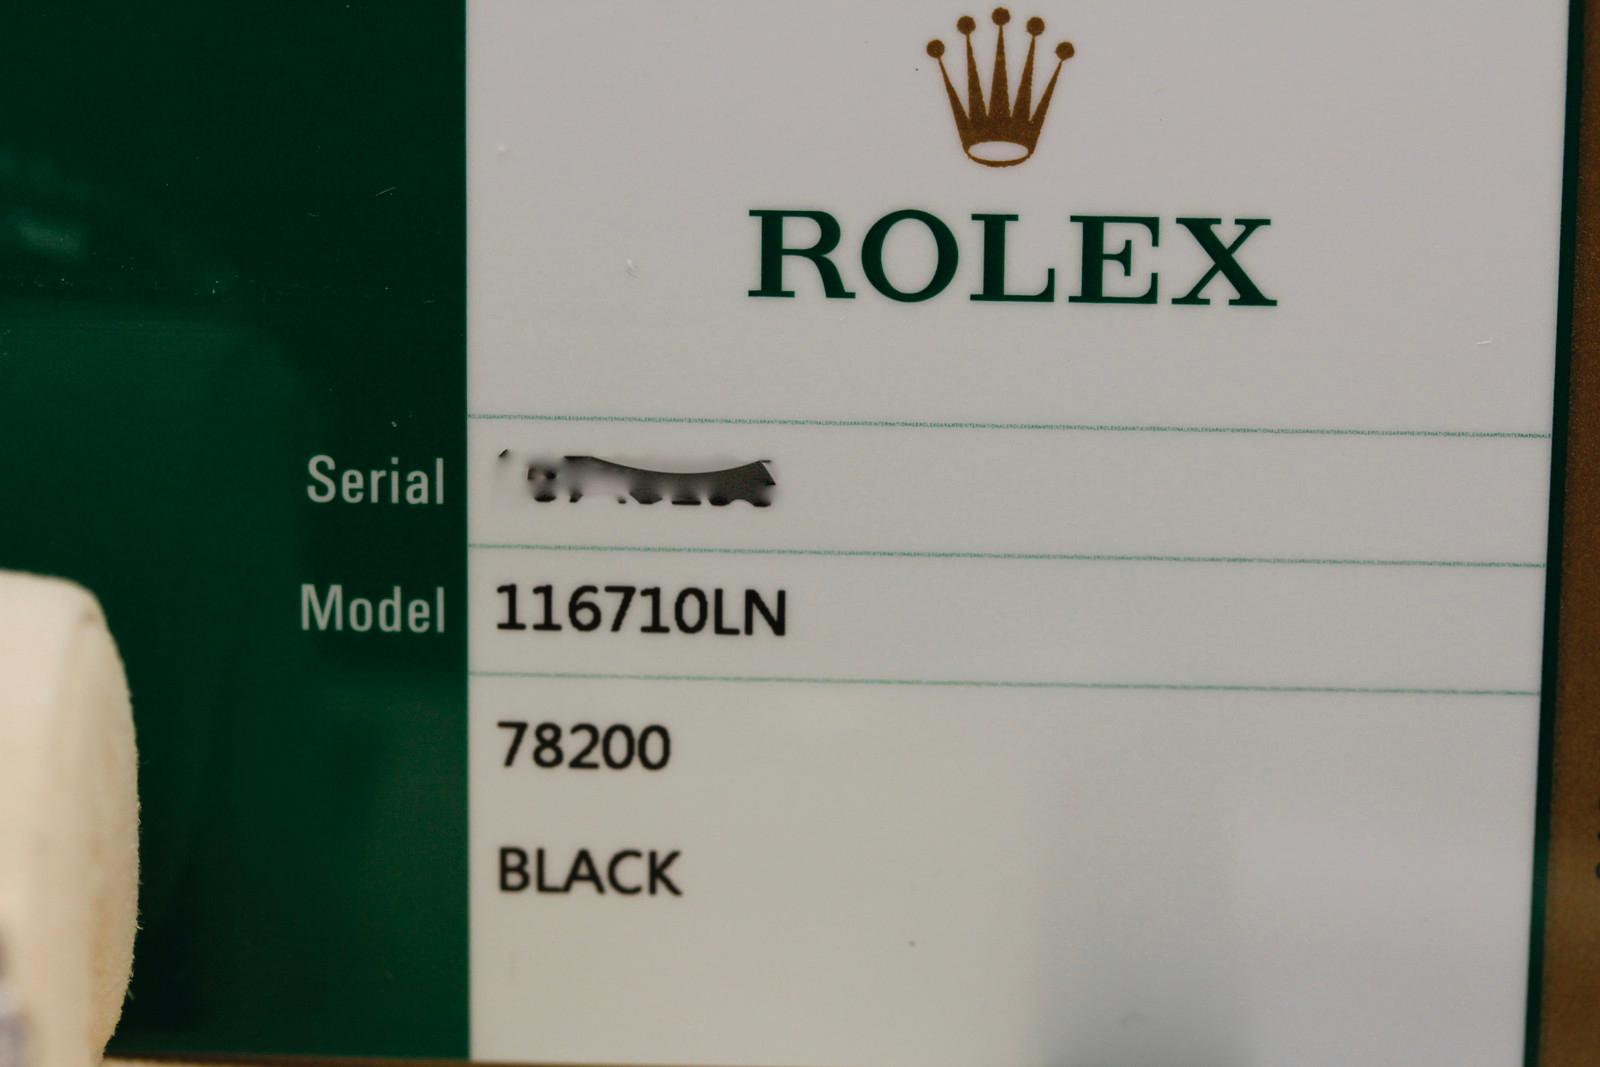 ROLEX
Serial
Model 116710LN
78200
BLACK